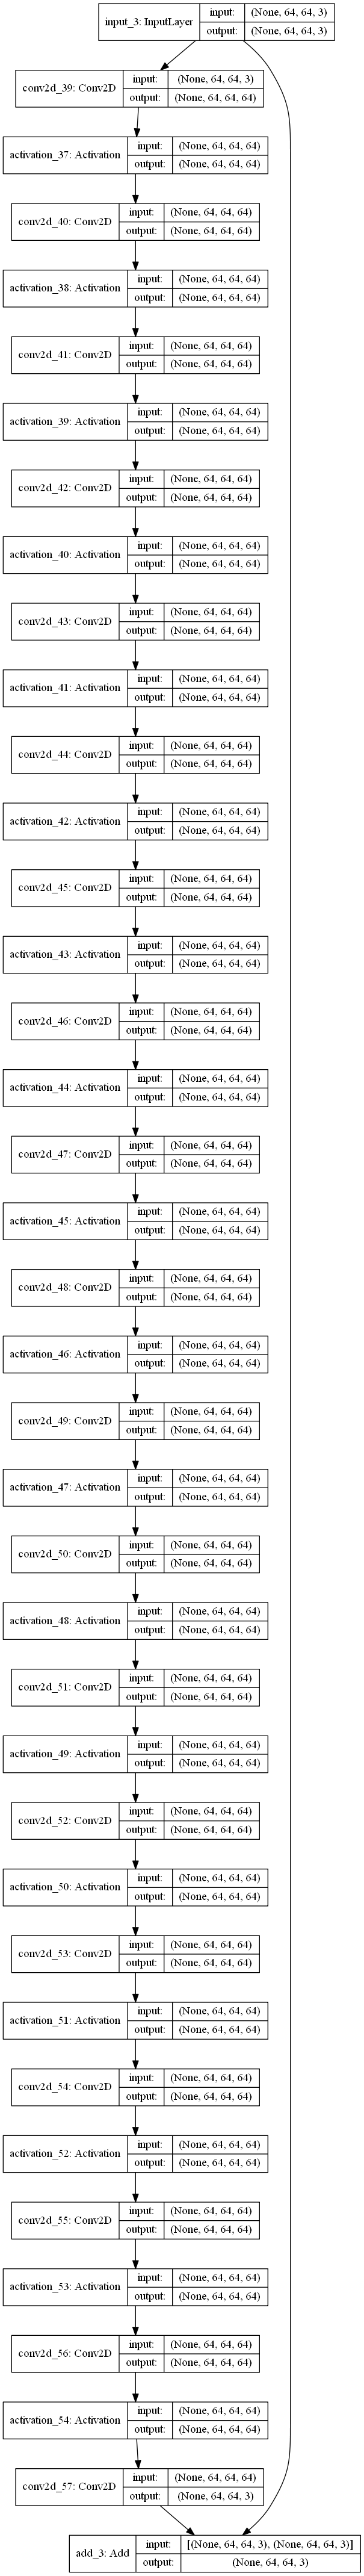 input_3: InputLayer input: (None, 64, 64, 3)
output: (None, 64, 64, 3)
conv2d_39: Conv2D input: (None, 64, 64, 3)
output: (None, 64, 64, 64)
activation_37: Activation input: (None, 64, 64, 64)
output: (None, 64, 64, 64)
conv2d_40: Conv2D input: (None, 64, 64, 64)
output: (None, 64, 64, 64)
activation_38: Activation input: (None, 64, 64, 64)
output: (None, 64, 64, 64)
conv2d_41: Conv2D input: (None, 64, 64, 64)
output: (None, 64, 64, 64)
activation_39: Activation input: (None, 64, 64, 64)
output: (None, 64, 64, 64)
conv2d_42: Conv2D input: (None, 64, 64, 64)
output: (None, 64, 64, 64)
activation_40: Activation input: (None, 64, 64, 64)
output: (None, 64, 64, 64)
conv2d_43: Conv2D input: (None, 64, 64, 64)
output: (None, 64, 64, 64)
activation_41: Activation input: (None, 64, 64, 64)
output: (None, 64, 64, 64)
conv2d_44: Conv2D input: (None, 64, 64, 64)
output: (None, 64, 64, 64)
activation_42: Activation input: (None, 64, 64, 64)
output: (None, 64, 64, 64)
conv2d_45: Conv2D input: (None, 64, 64, 64)
output: (None, 64, 64, 64)
activation_43: Activation input: (None, 64, 64, 64)
output: (None, 64, 64, 64)
conv2d_46: Conv2D input: (None, 64, 64, 64)
output: (None, 64, 64, 64)
activation_44: Activation input: (None, 64, 64, 64)
output: (None, 64, 64, 64)
conv2d_47: Conv2D input: (None, 64, 64, 64)
output: (None, 64, 64, 64)
activation_45: Activation input: (None, 64, 64, 64)
output: (None, 64, 64, 64)
conv2d_48: Conv2D input: (None, 64, 64, 64)
output: (None, 64, 64, 64)
activation_46: Activation input: (None, 64, 64, 64)
output: (None, 64, 64, 64)
conv2d_49: Conv2D input: (None, 64, 64, 64)
output: (None, 64, 64, 64)
activation_47: Activation input: (None, 64, 64, 64)
output: (None, 64, 64, 64)
conv2d_50: Conv2D input: (None, 64, 64, 64)
output: (None, 64, 64, 64)
activation_48: Activation input: (None, 64, 64, 64)
output: (None, 64, 64, 64)
conv2d_51: Conv2D input: (None, 64, 64, 64)
output: (None, 64, 64, 64)
activation_49: Activation input: (None, 64, 64, 64)
output: (None, 64, 64, 64)
conv2d_52: Conv2D input: (None, 64, 64, 64)
output: (None, 64, 64, 64)
activation_50: Activation input: (None, 64, 64, 64)
output: (None, 64, 64, 64)
conv2d_53: Conv2D input: (None, 64, 64, 64)
output: (None, 64, 64, 64)
activation_51: Activation input: (None, 64, 64, 64)
output: (None, 64, 64, 64)
conv2d_54: Conv2D input: (None, 64, 64, 64)
output: (None, 64, 64, 64)
activation_52: Activation input: (None, 64, 64, 64)
output: (None, 64, 64, 64)
conv2d_55: Conv2D input: (None, 64, 64, 64)
output: (None, 64, 64, 64)
activation_53: Activation input: (None, 64, 64, 64)
output: (None, 64, 64, 64)
conv2d_56: Conv2D input: (None, 64, 64, 64)
output: (None, 64, 64, 64)
activation_54: Activation input: (None, 64, 64, 64)
output: (None, 64, 64, 64)
conv2d_57: Conv2D input: (None, 64, 64, 64)
output: (None, 64, 64, 3)
add_3: Add input: [(None, 64, 64, 3), (None, 64, 64, 3)]
output: (None, 64, 64, 3)